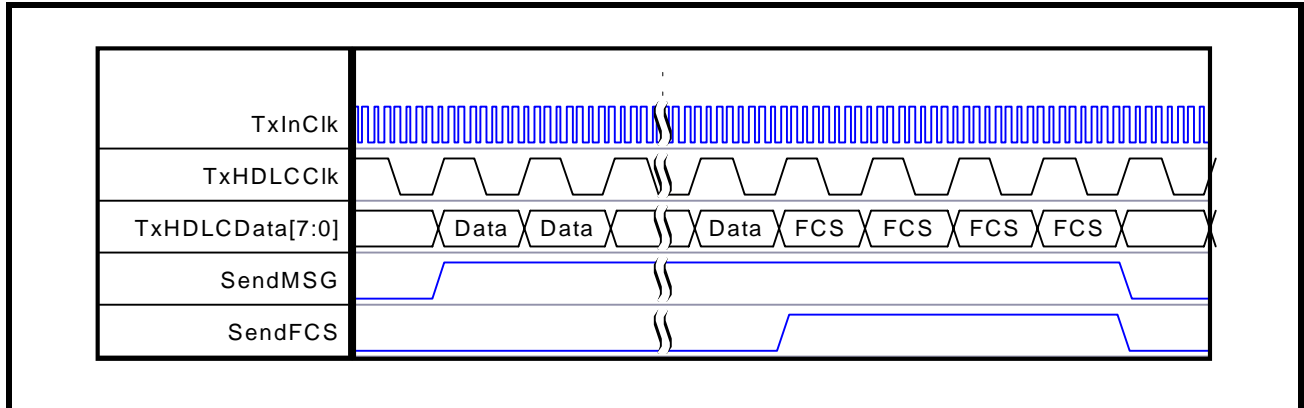 TxInClk
TxHDLCClk
TxHDLCData[7:0] Data Data Data FCS FCS FCS FCS
SendMSG
SendFCS